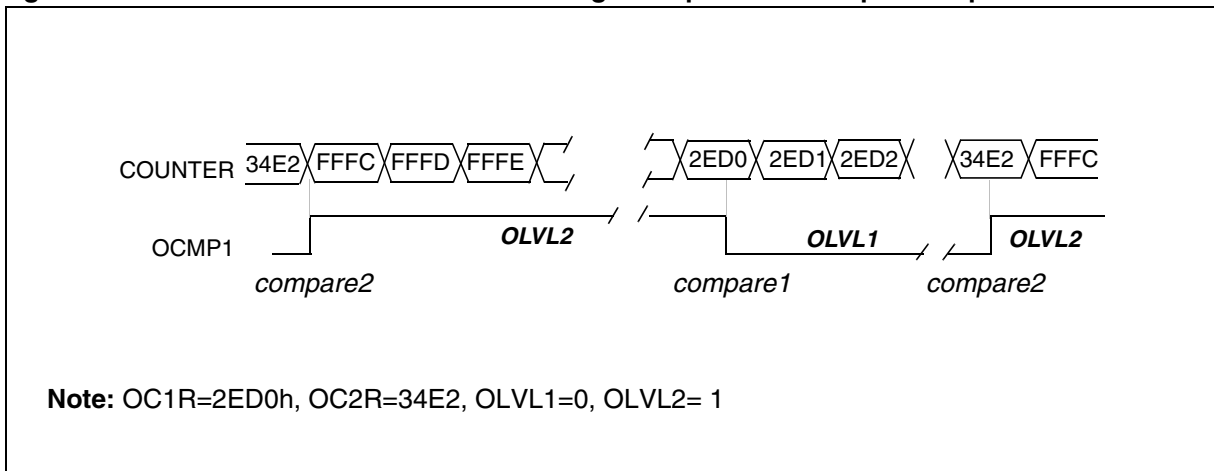 COUNTER 34E2 FFFC FFFD FFFE 2ED0 2ED1 2ED2 34E2 FFFC
OCMP1 OLVL2 OLVL1 OLVL2
compare2 compare1 compare2
Note: OC1R=2ED0h, OC2R=34E2, OLVL1=0, OLVL2= 1